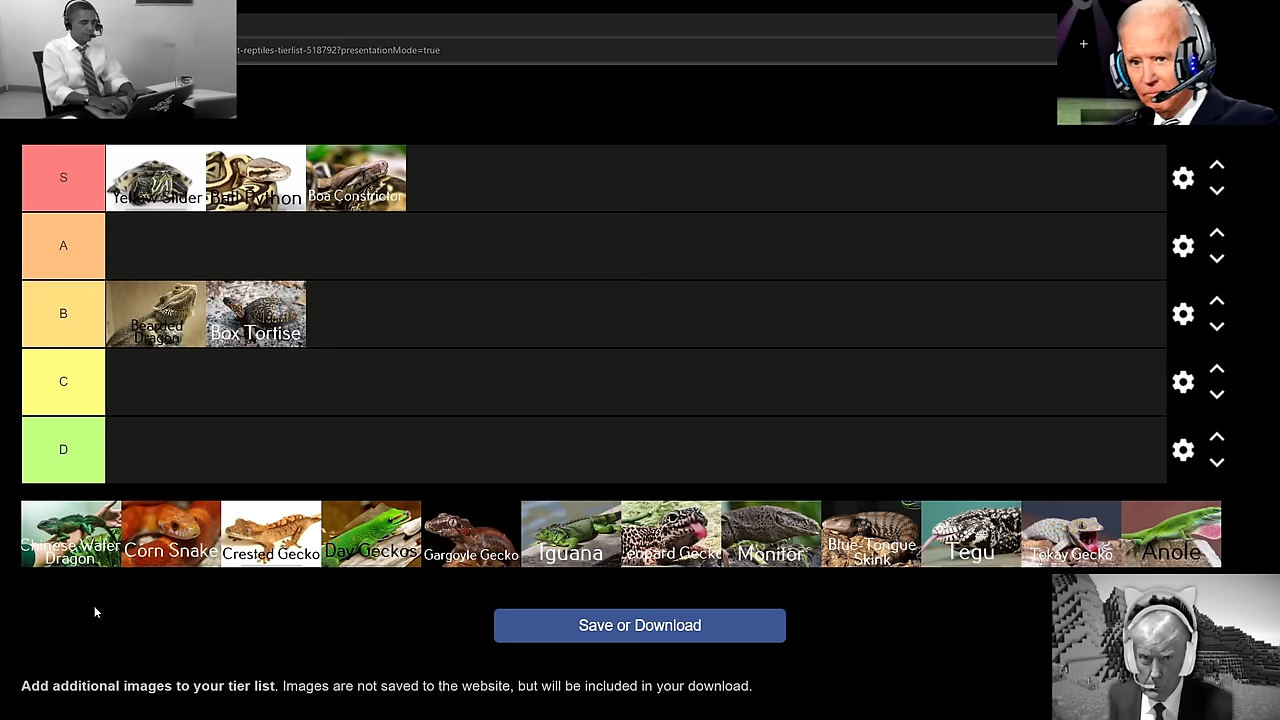 t-reptiles-tierlist-518792?presentationMode=true
S
Yellow Slider
Ball Python
Boa Constrictor
A
B
Bearded
Dragon
Box Tortise
C
D
Chinese Water
Dragon
Corn Snake
Crested Gecko
Day Geckos
Gargoyle Gecko
Iguana
eopard Gecko
Monitor
Blue-Tongue
Skink
Tegu
Tokay Gecko
Anole
Save or Download
Add additional images to your tier list. Images are not saved to the website, but will be included in your download.